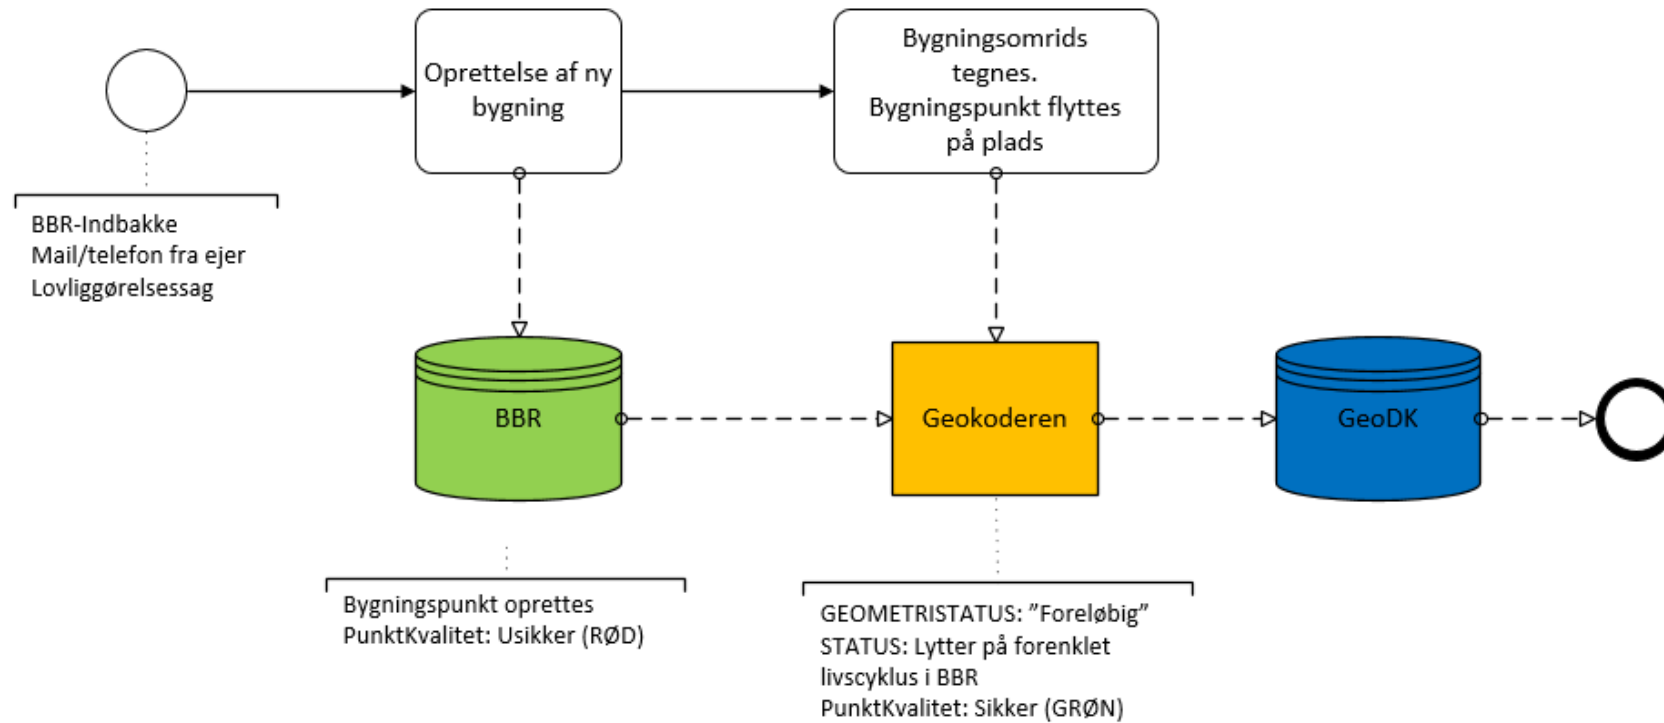 Oprettelse af ny
bygning
Bygningsomrids
tegnes.
Bygningspunkt flyttes
på plads
BBR-Indbakke
Mail/telefon fra ejer
Lovliggørelsessag
BBR
Geokoderen
GeoDK
Bygningspunkt oprettes
PunktKvalitet: Usikker (RØD)
GEOMETRISTATUS: ”Foreløbig”
STATUS: Lytter på forenklet
livscyklus i BBR
PunktKvalitet: Sikker (GRØN)